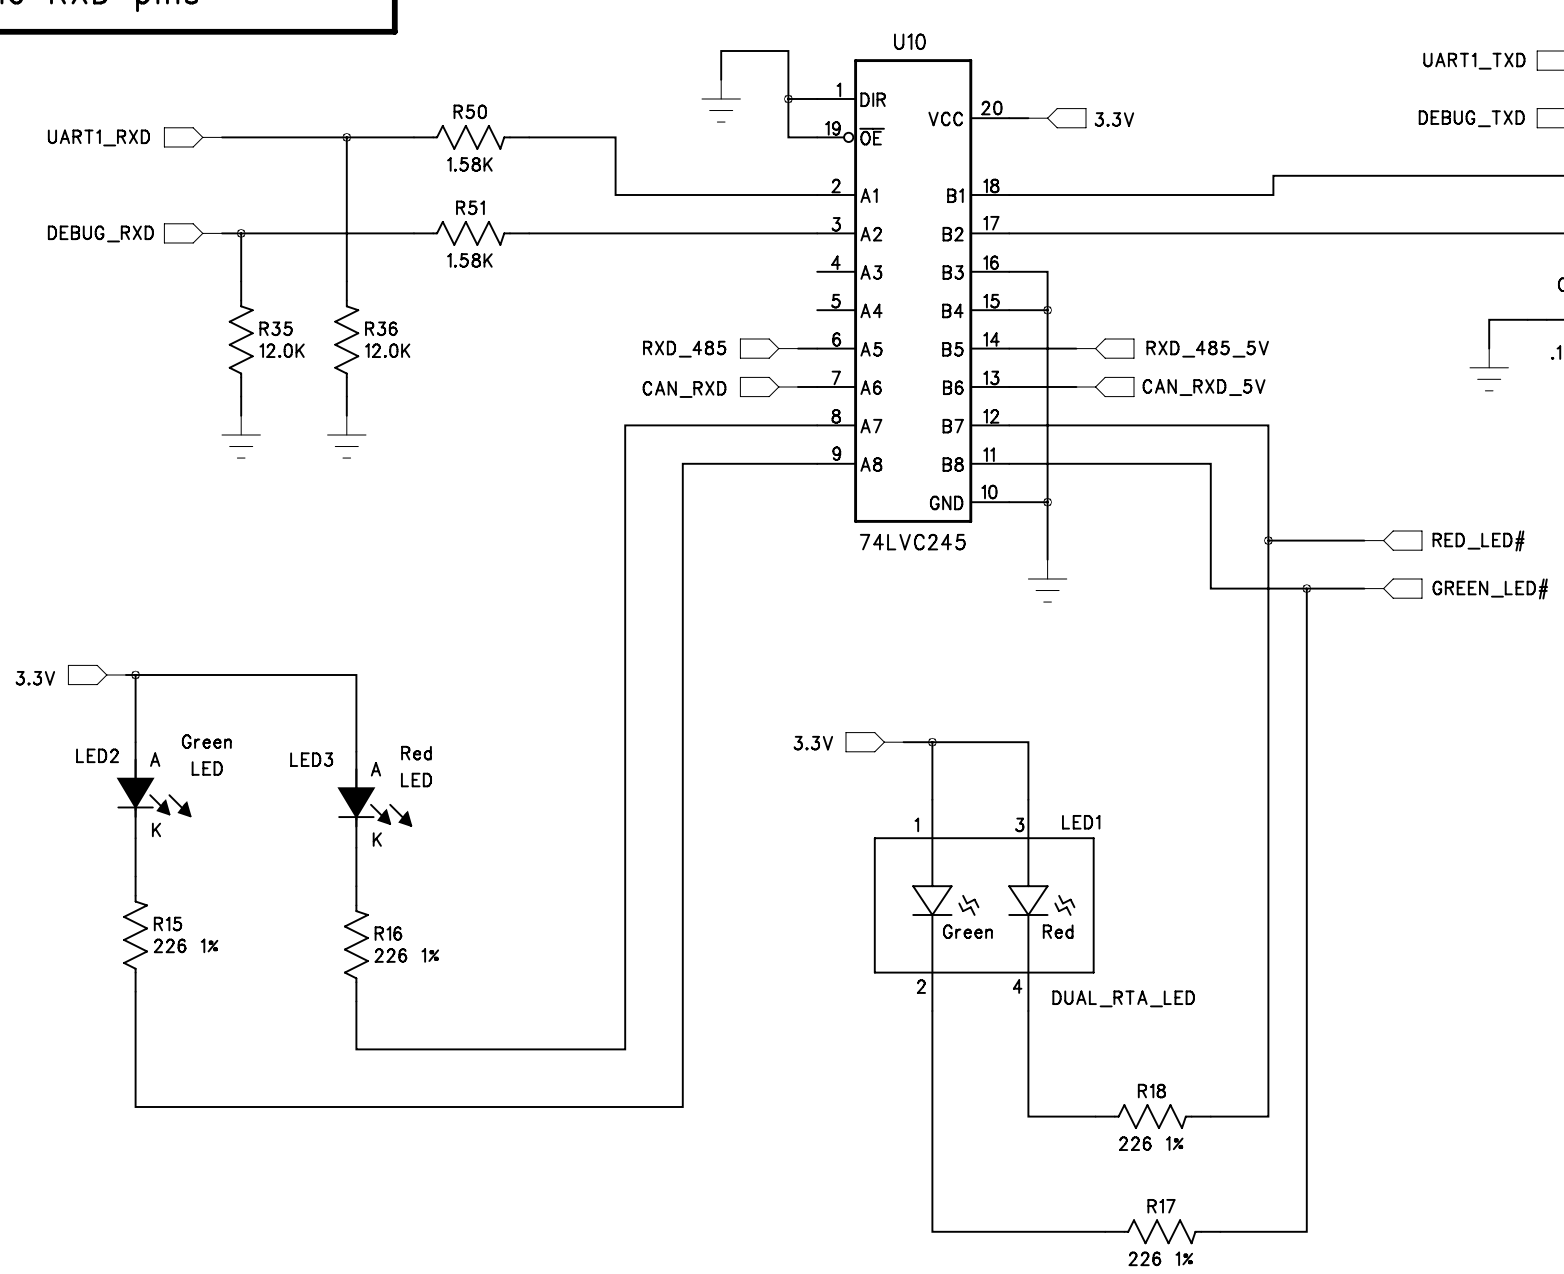 RXD pins
U10
UART1_TXD
1 DIR
R50
VCC 20 3.3V
DEBUG_TXD
UART1_RXD
19 OE
1.58K
2 A1 B1 18
R51
DEBUG_RXD
3 A2 B2 17
1.58K
4 A3 B3 16
5 A4 B4 15
R35
12.0K
R36
12.0K
RXD_485 6 A5 B5 14 RXD_485_5V
.1
CAN_RXD 7 A6 B6 13 CAN_RXD_5V
8 A7 B7 12
9 A8 B8 11
GND 10
74LVC245
RED_LED#
GREEN_LED#
3.3V
LED2 A Green
LED
K
LED3 A Red
LED
K
3.3V
1 3 LED1
R15
226 1%
R16
226 1%
Green Red
2 4 DUAL_RTA_LED
R18
226 1%
R17
226 1%